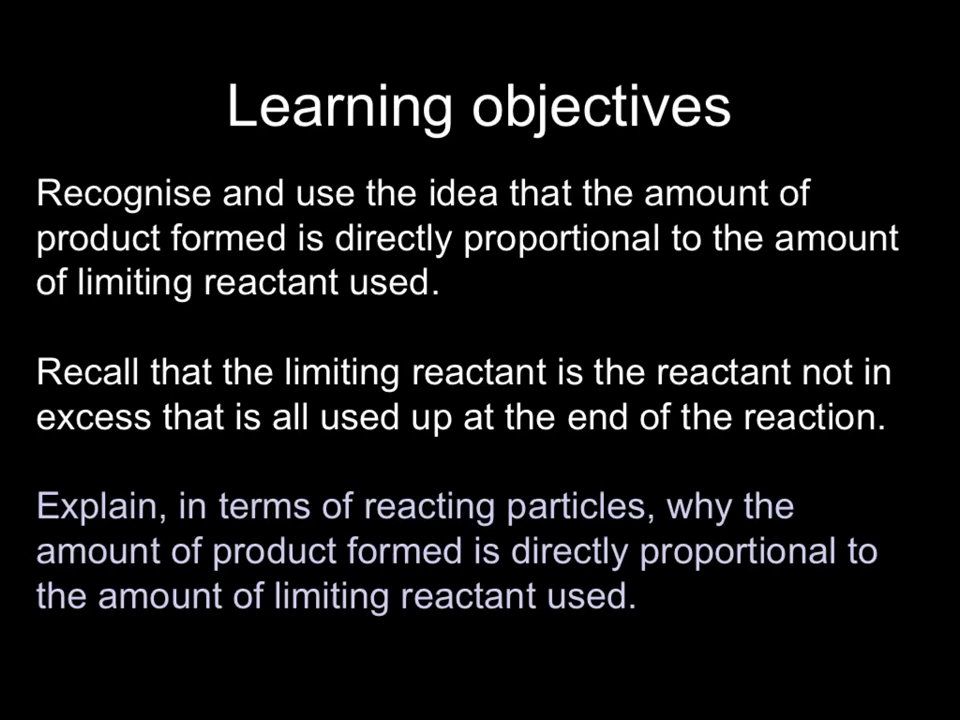 Learning objectives
Recognise and use the idea that the amount of
product formed is directly proportional to the amount
of limiting reactant used.
Recall that the limiting reactant is the reactant not in
excess that is all used up at the end of the reaction.
Explain, in terms of reacting particles, why the
amount of product formed is directly proportional to
the amount of limiting reactant used.